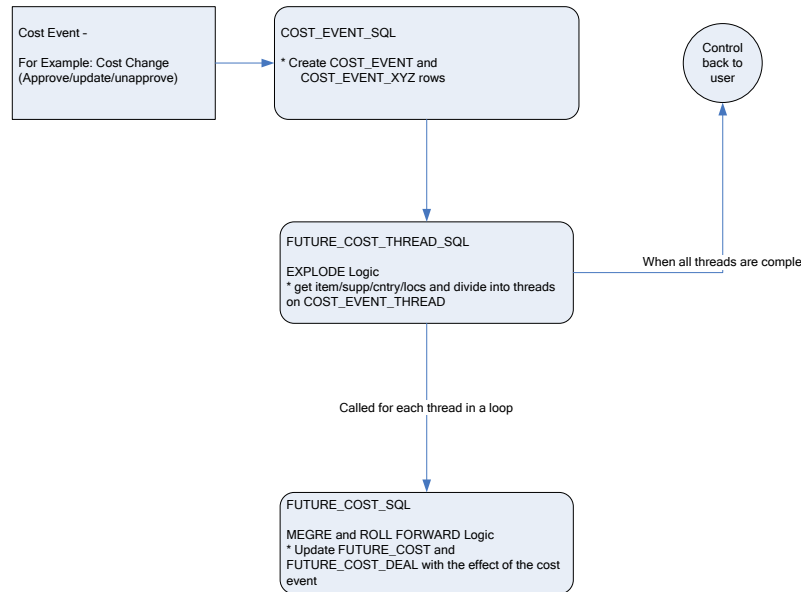 Cost Event –
For Example: Cost Change
(Approve/update/unapprove)
COST_EVENT_SQL
* Create COST_EVENT and
COST_EVENT_XYZ rows
Control
back to
user
FUTURE_COST_THREAD_SQL
EXPLODE Logic
* get item/supp/cntry/locs and divide into threads
on COST_EVENT_THREAD
When all threads are comple
Called for each thread in a loop
FUTURE_COST_SQL
MEGRE and ROLL FORWARD Logic
* Update FUTURE_COST and
FUTURE_COST_DEAL with the effect of the cost
event